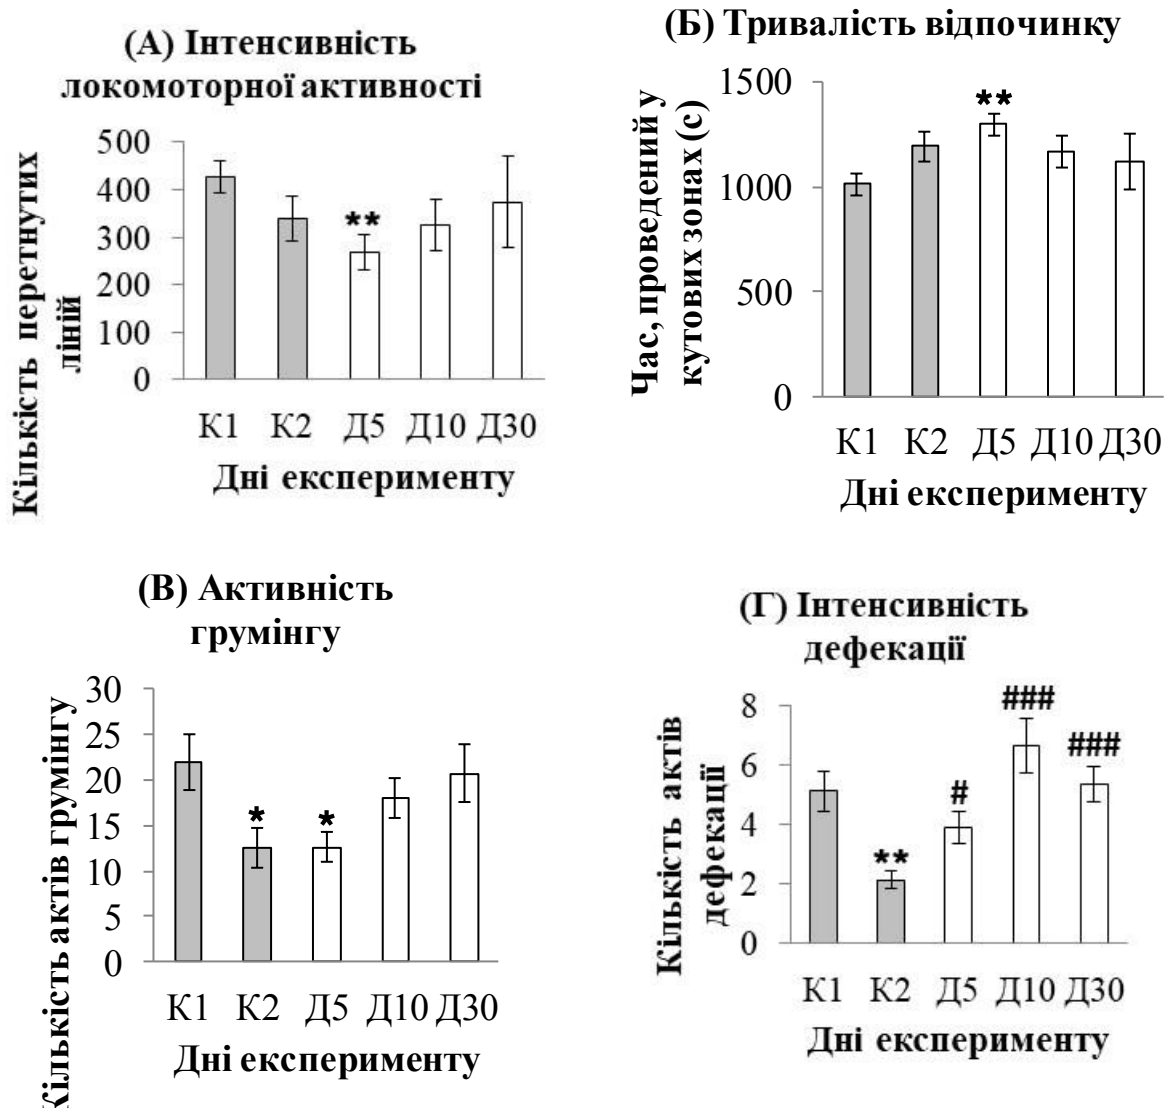 (А) Інтенсивність
локомоторної активності
Кількість перетнутих
ліній
500
400
300
200
100
0
**
К1 К2 Д5 Д10 Д30
Дні експерименту
(Б) Тривалість відпочинку
Час, проведений у
кутових зонах (с)
1500
1000
500
0
**
К1 К2 Д5 Д10 Д30
Дні експерименту
(В) Активність
грумінгу
Кількість актів грумінгу
30
25
20
15
10
5
0
* *
К1 К2 Д5 Д10 Д30
Дні експерименту
(Г) Інтенсивність
дефекації
Кількість актів
дефекації
8
6
4
2
0
** # ### ###
К1 К2 Д5 Д10 Д30
Дні експерименту